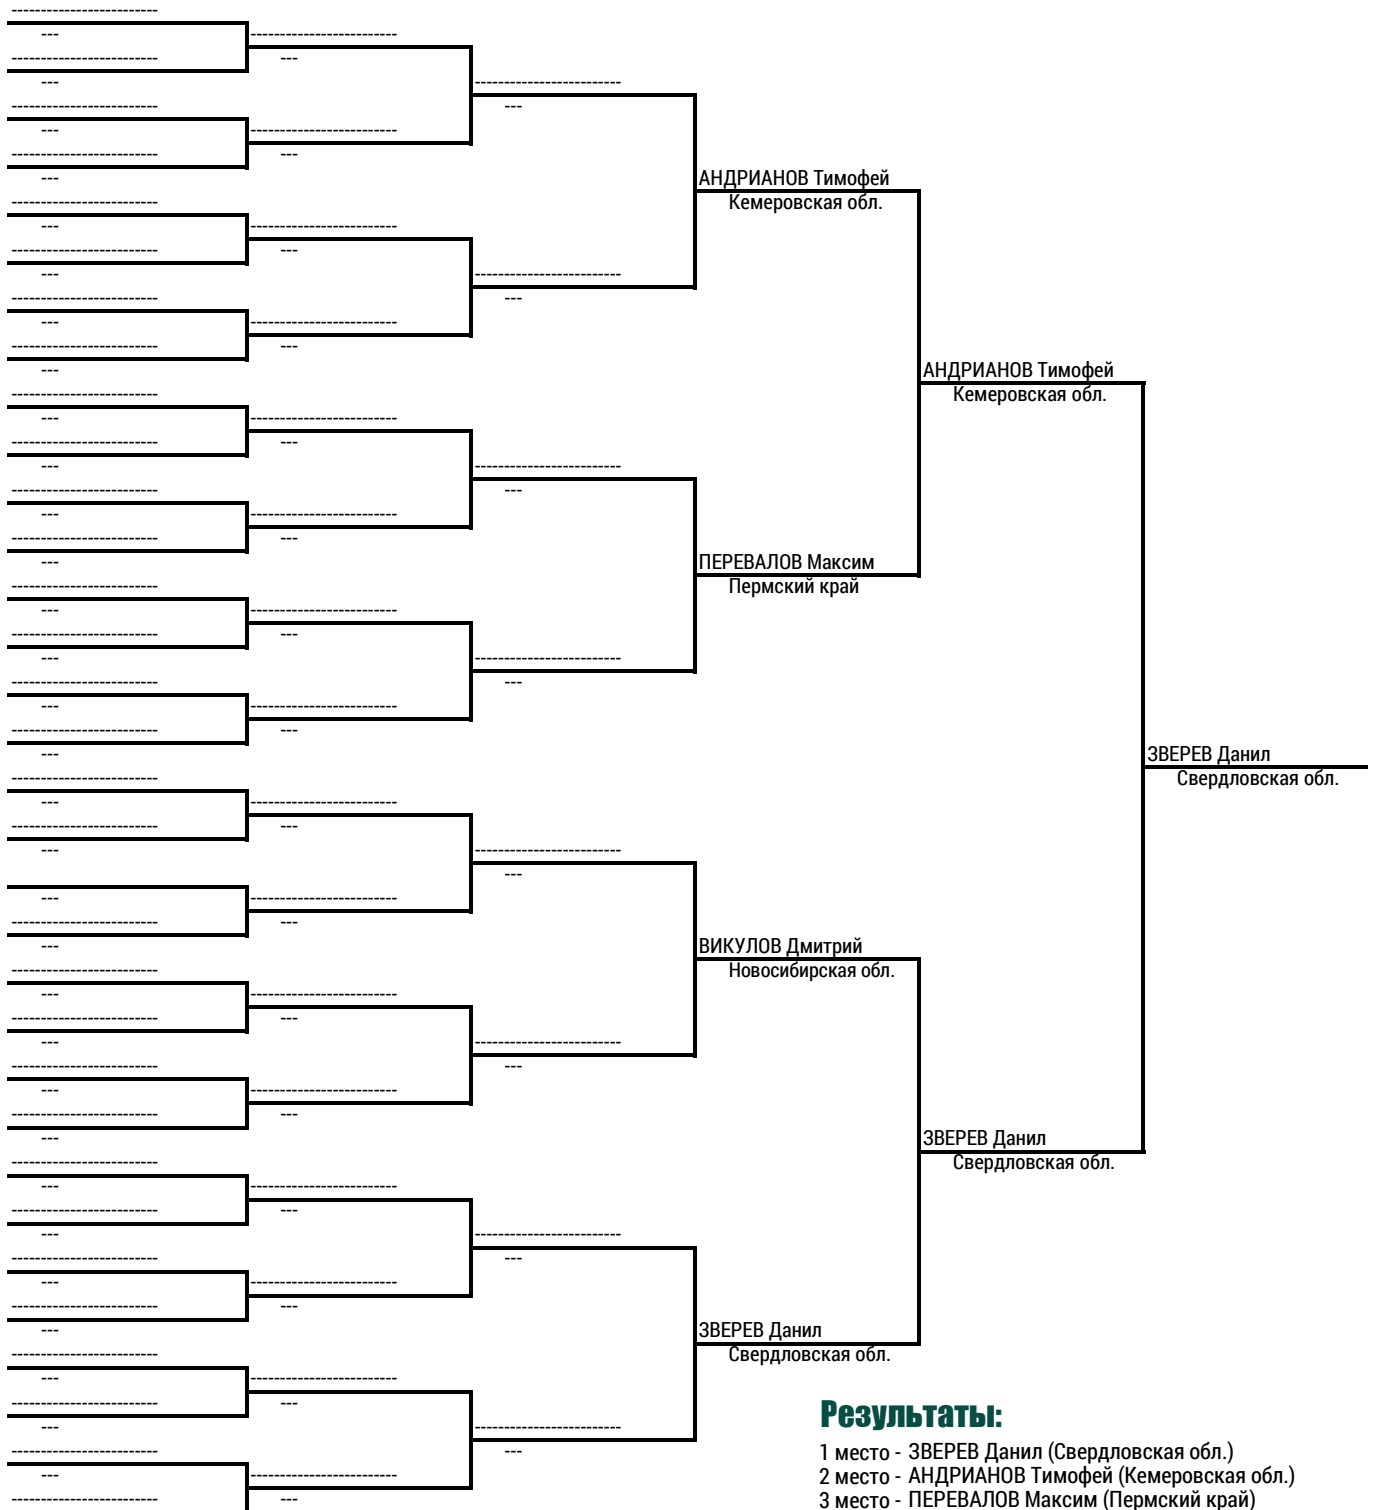 АНДРИАНОВ Тимофей
Кемеровская обл.
АНДРИАНОВ Тимофей
Кемеровская обл.
ПЕРЕВАЛОВ Максим
Пермский край
ЗВЕРЕВ Данил
Свердловская обл.
ВИКУЛОВ Дмитрий
Новосибирская обл.
ЗВЕРЕВ Данил
Свердловская обл.
ЗВЕРЕВ Данил
Свердловская обл.
Результаты:
1 место - ЗВЕРЕВ Данил (Свердловская обл.)
2 место - АНДРИАНОВ Тимофей (Кемеровская обл.)
3 место - ПЕРЕВАЛОВ Максим (Пермский край)